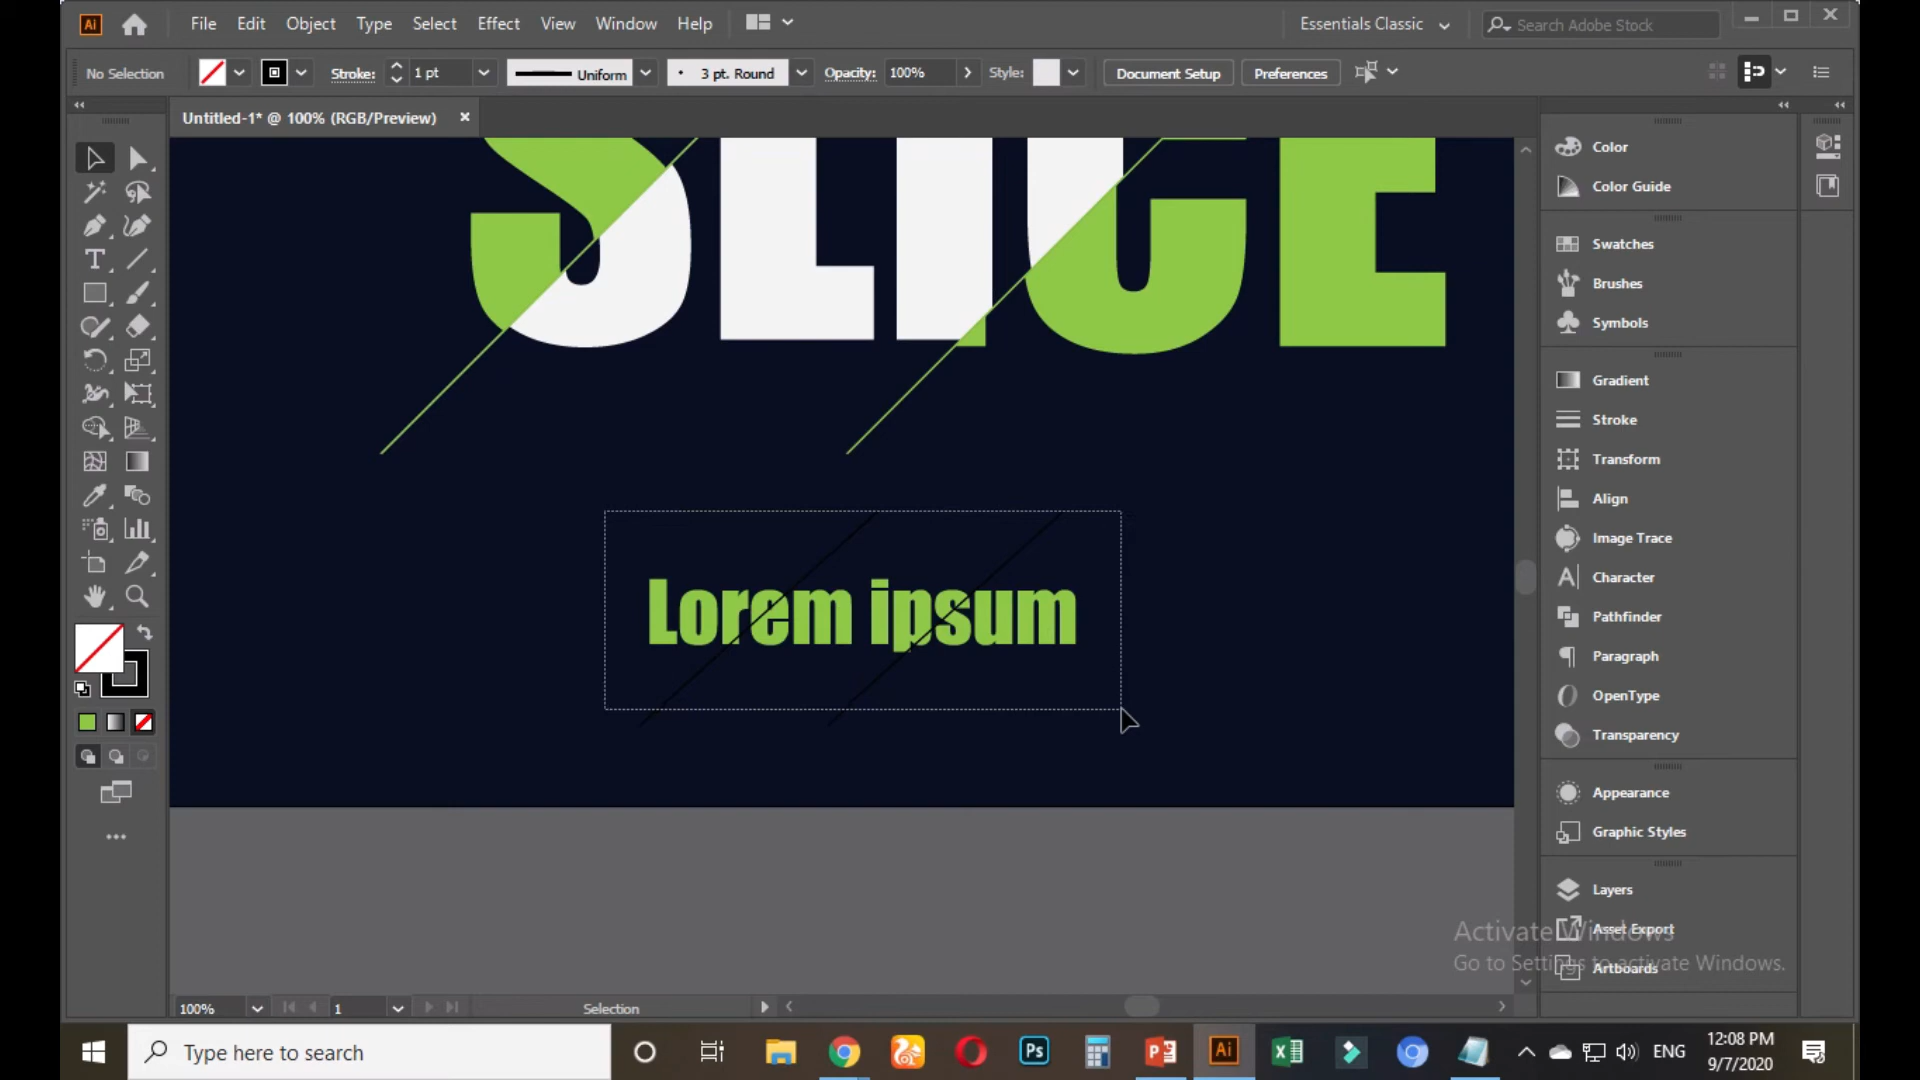 Ai File Edit Object Type Select Effect View Window Help Essentials Classic Search Adobe Stock
No Selection Stroke: 1 pt Uniform 3 pt. Round Opacity: 100% Style: Document Setup Preferences
Untitled-1* @ 100% (RGB/Preview)
SLICE
Lorem ipsum
Color
Color Guide
Swatches
Brushes
Symbols
Gradient
Stroke
Transform
Align
Image Trace
Character
Pathfinder
Paragraph
OpenType
Transparency
Appearance
Graphic Styles
Layers
Asset Export
Artboards
Activate Windows
Go to Settings to activate Windows.
100% 1 Selection
Type here to search
Ps
Ai
ENG
12:08 PM
9/7/2020